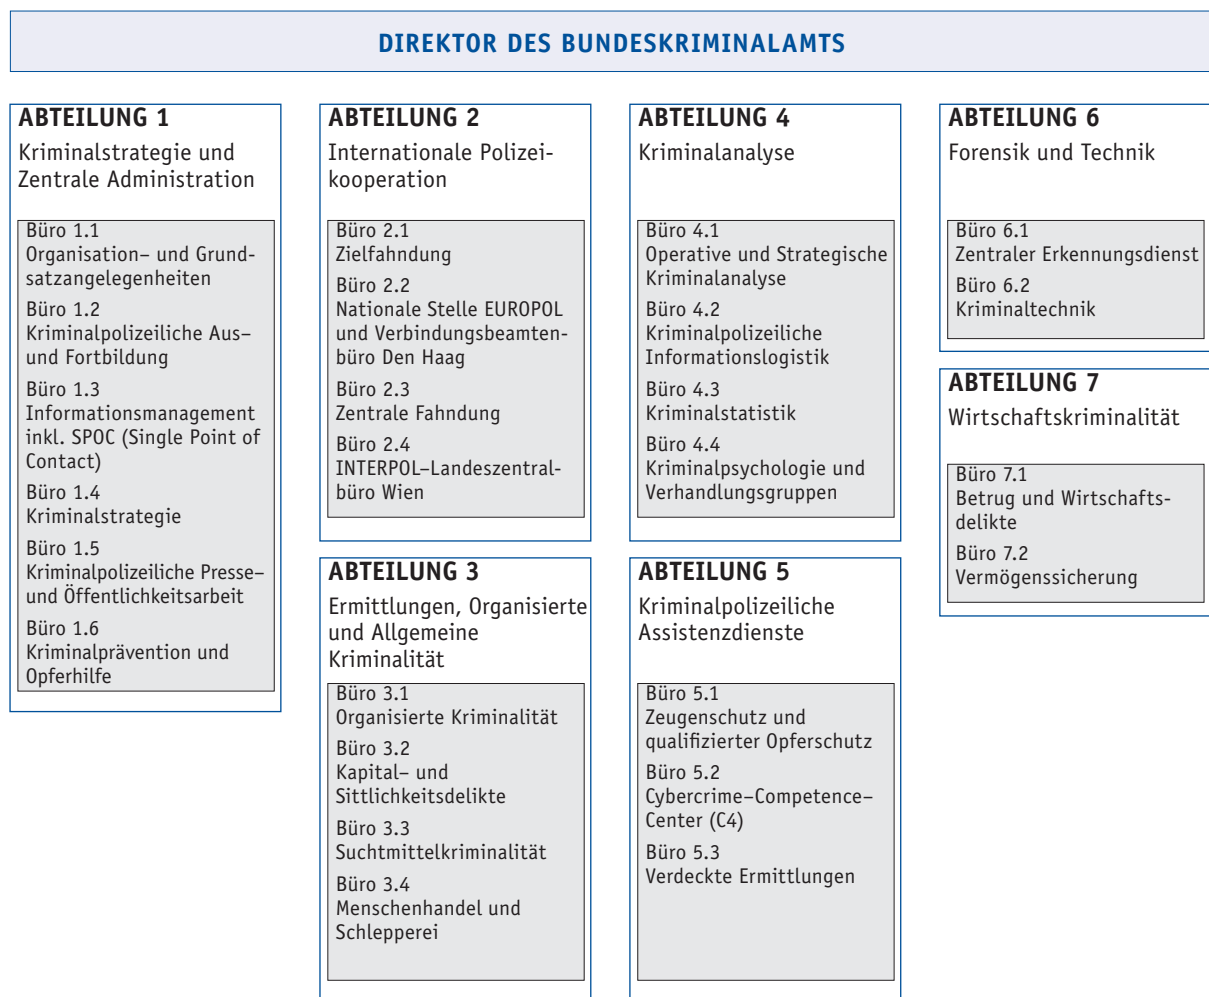 DIREKTOR DES BUNDESKRIMINALAMTS
ABTEILUNG 1
Kriminalstrategie und
Zentrale Administration
Büro 1.1
Organisation– und Grund-
satzangelegenheiten
Büro 1.2
Kriminalpolizeiliche Aus–
und Fortbildung
Büro 1.3
Informationsmanagement
inkl. SPOC (Single Point of
Contact)
Büro 1.4
Kriminalstrategie
Büro 1.5
Kriminalpolizeiliche Presse–
und Öffentlichkeitsarbeit
Büro 1.6
Kriminalprävention und
Opferhilfe
ABTEILUNG 2
Internationale Polizei-
kooperation
Büro 2.1
Zielfahndung
Büro 2.2
Nationale Stelle EUROPOL
und Verbindungsbeamten-
büro Den Haag
Büro 2.3
Zentrale Fahndung
Büro 2.4
INTERPOL–Landeszentral-
büro Wien
ABTEILUNG 3
Ermittlungen, Organisierte
und Allgemeine
Kriminalität
Büro 3.1
Organisierte Kriminalität
Büro 3.2
Kapital– und
Sittlichkeitsdelikte
Büro 3.3
Suchtmittelkriminalität
Büro 3.4
Menschenhandel und
Schlepperei
ABTEILUNG 4
Kriminalanalyse
Büro 4.1
Operative und Strategische
Kriminalanalyse
Büro 4.2
Kriminalpolizeiliche
Informationslogistik
Büro 4.3
Kriminalstatistik
Büro 4.4
Kriminalpsychologie und
Verhandlungsgruppen
ABTEILUNG 5
Kriminalpolizeiliche
Assistenzdienste
Büro 5.1
Zeugenschutz und
qualifizierter Opferschutz
Büro 5.2
Cybercrime–Competence–
Center (C4)
Büro 5.3
Verdeckte Ermittlungen
ABTEILUNG 6
Forensik und Technik
Büro 6.1
Zentraler Erkennungsdienst
Büro 6.2
Kriminaltechnik
ABTEILUNG 7
Wirtschaftskriminalität
Büro 7.1
Betrug und Wirtschafts-
delikte
Büro 7.2
Vermögenssicherung